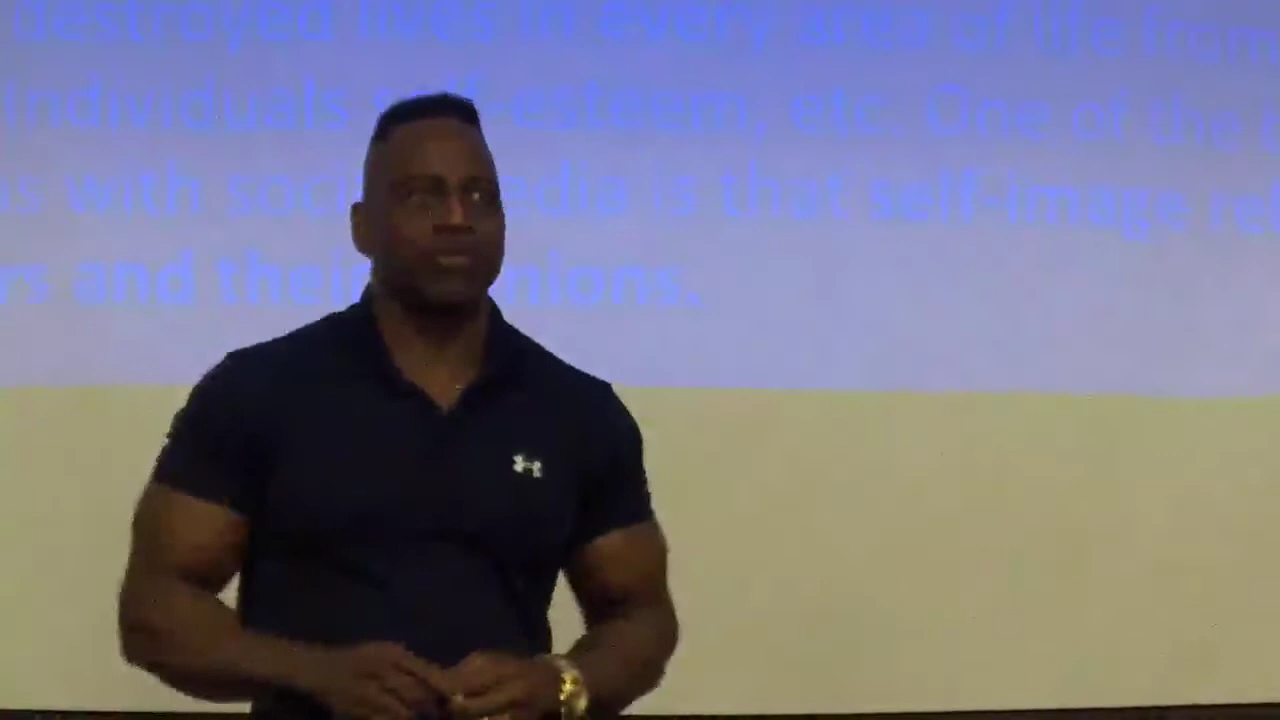 destroyed lives in every area of life from
individuals self-esteem, etc. One of the
with social media is that self-image
and their opinions.